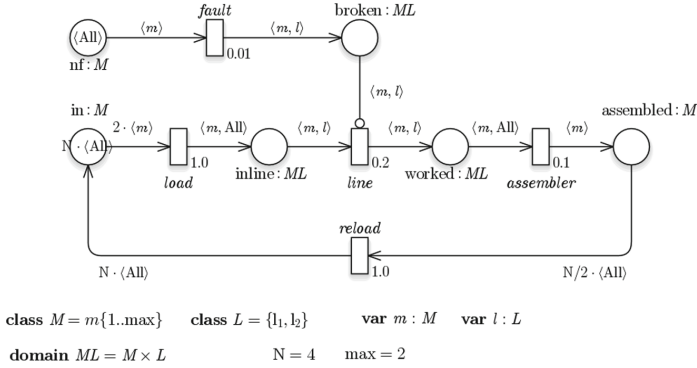 fault
broken : ML
⟨All⟩
⟨m⟩
⟨m, l⟩
0.01
nf : M
⟨m, l⟩
in : M
assembled : M
N · ⟨All⟩
2 · ⟨m⟩
⟨m, All⟩
⟨m, l⟩
⟨m, l⟩
⟨m, All⟩
⟨m⟩
1.0
inline : ML
0.2
worked : ML
0.1
load
line
assembler
reload
N · ⟨All⟩
1.0
N/2 · ⟨All⟩
class M = m{1..max} class L = {l₁, l₂} var m : M var l : L
domain ML = M × L N = 4 max = 2